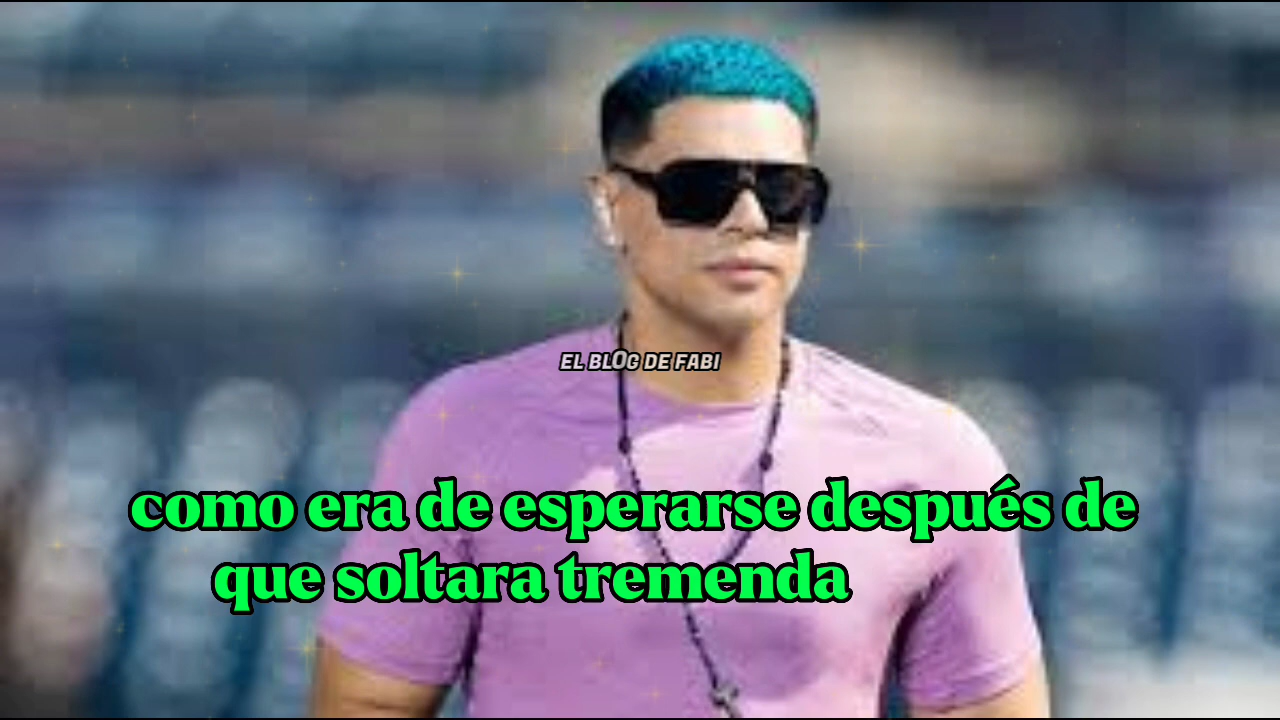 EL BLOG DE FABI
como era de esperarse después de
que soltara tremenda